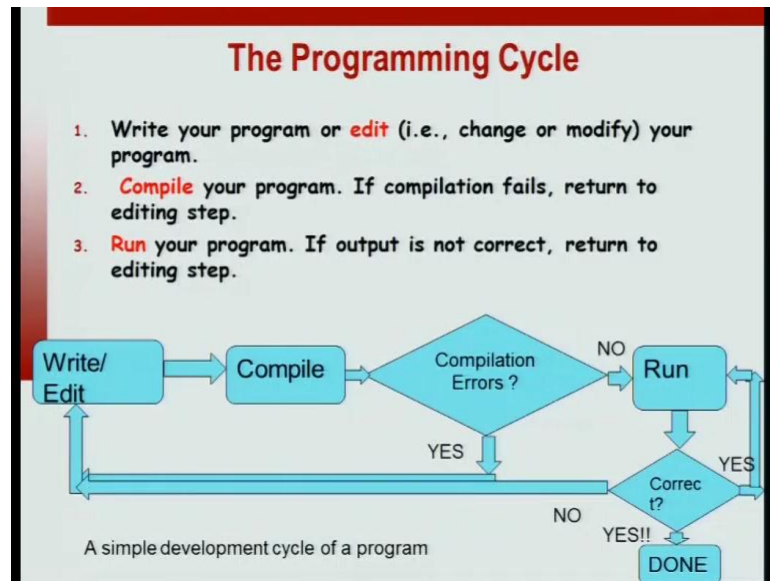 The Programming Cycle
1. Write your program or edit (i.e., change or modify) your
program.
2. Compile your program. If compilation fails, return to
editing step.
3. Run your program. If output is not correct, return to
editing step.
Write/
Edit
Compile
Compilation
Errors ?
NO
Run
YES
Correc
t?
YES
NO
YES!!
DONE
A simple development cycle of a program